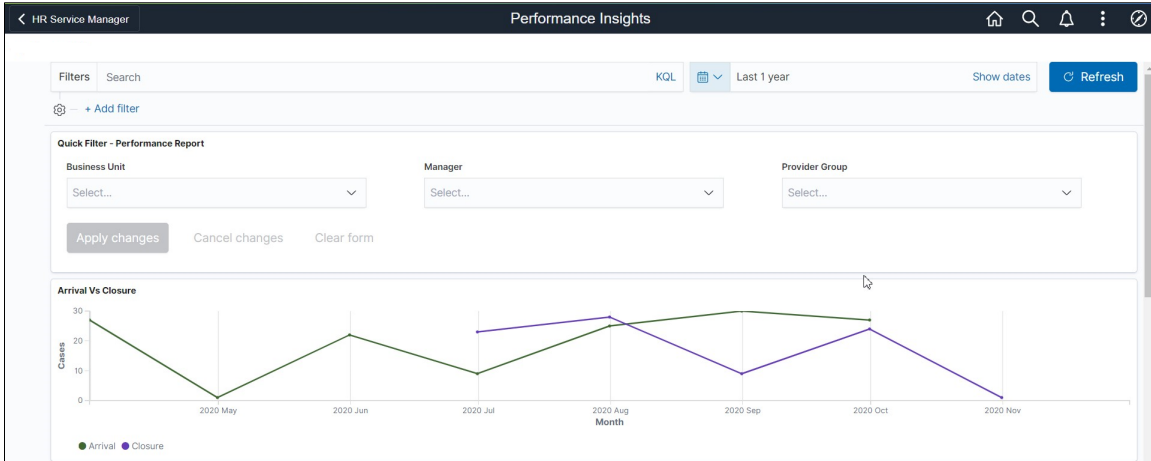 HR Service Manager
Performance Insights
Filters Search KQL Last 1 year Show dates Refresh
+ Add filter
Quick Filter - Performance Report
Business Unit Manager Provider Group
Select... Select... Select...
Apply changes Cancel changes Clear form
Arrival Vs Closure
30
20
10
0
Cases
2020 May 2020 Jun 2020 Jul 2020 Aug 2020 Sep 2020 Oct 2020 Nov
Month
Arrival Closure